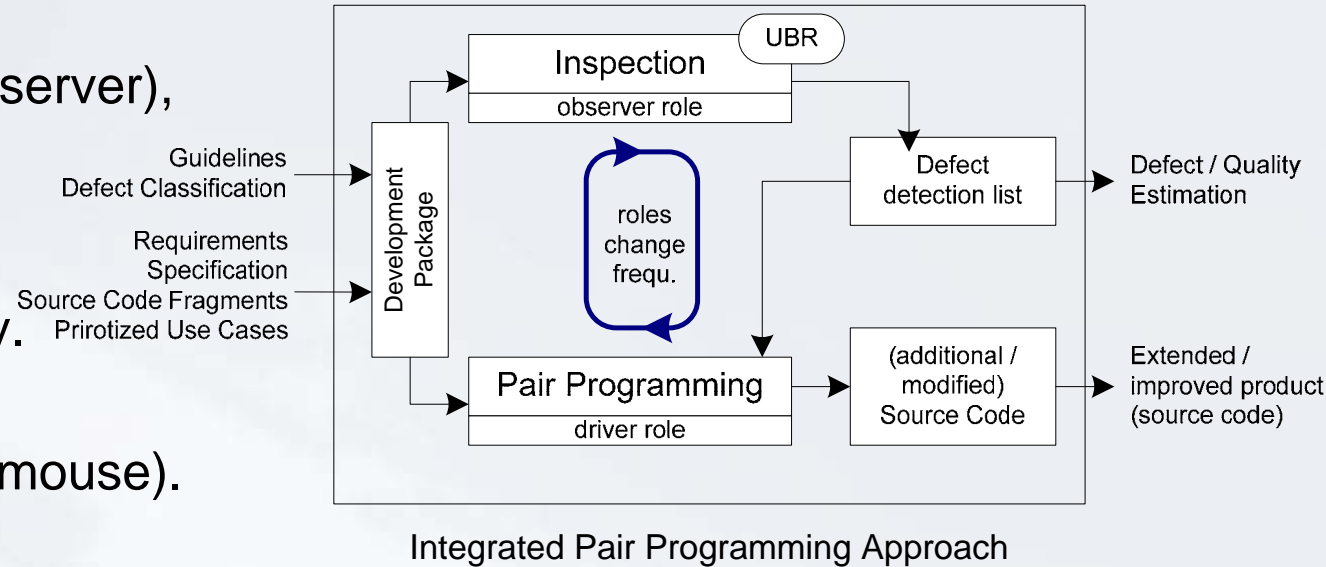 server),
y.
mouse).
Guidelines
Defect Classification
Requirements
Specification
Source Code Fragments
Prirotized Use Cases
Development
Package
UBR
Inspection
observer role
roles
change
frequ.
Pair Programming
driver role
Defect
detection list
(additional /
modified)
Source Code
Defect / Quality
Estimation
Extended /
improved product
(source code)
Integrated Pair Programming Approach